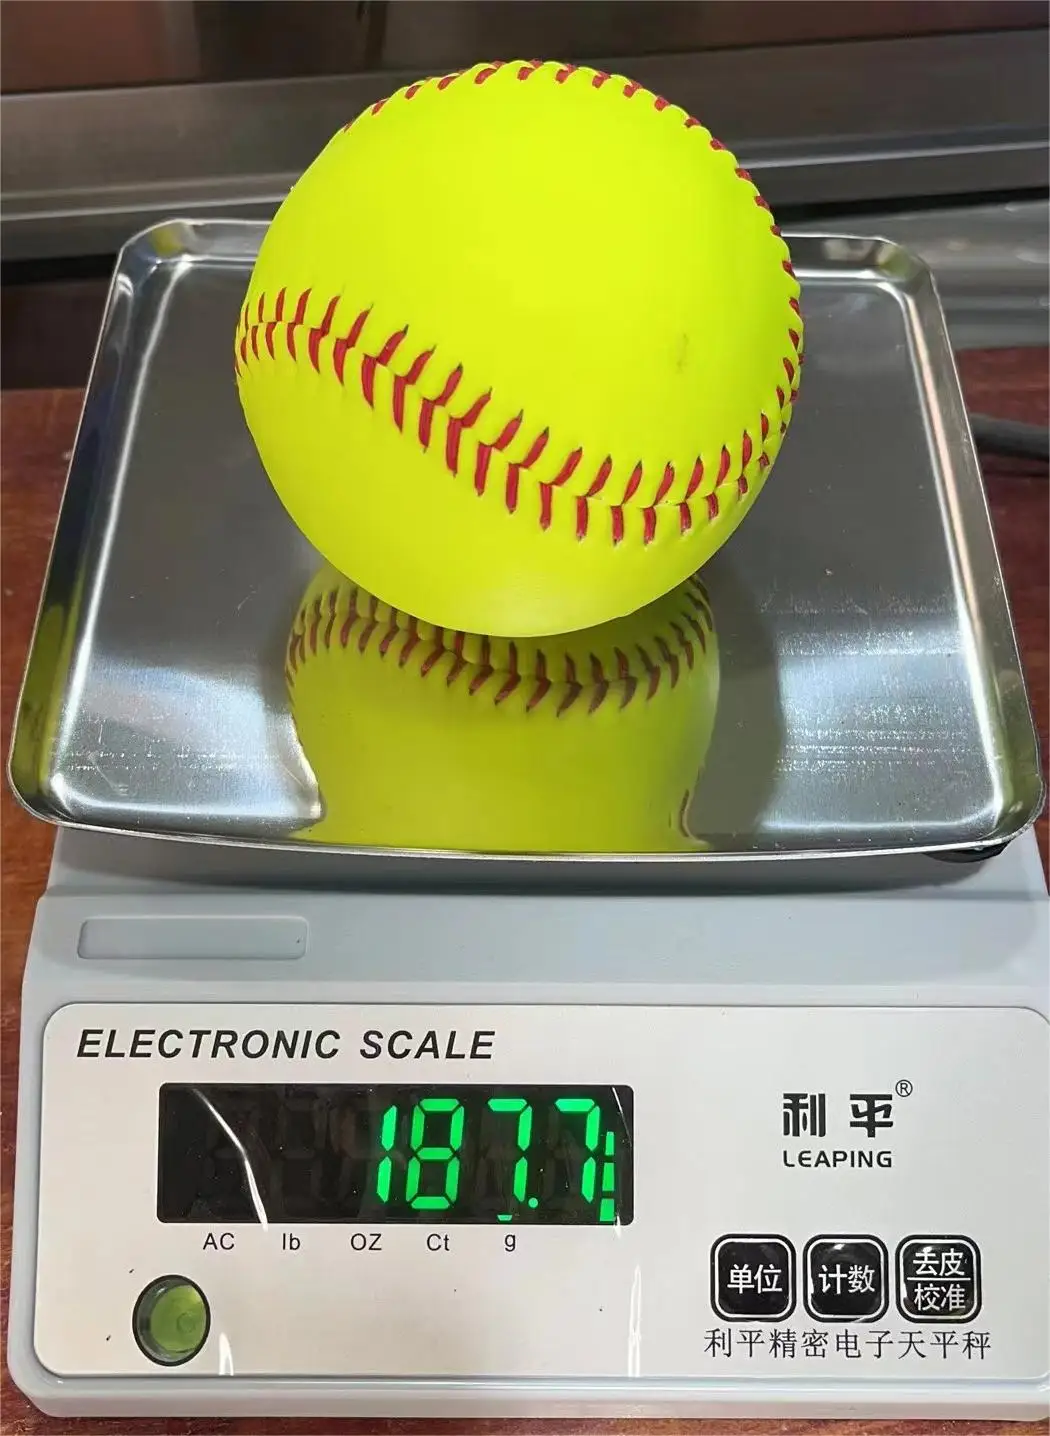 ELECTRONIC SCALE
187.7
AC lb OZ Ct g
利平®
LEAPING
单位
计数
去皮
校准
利平精密电子天平秤